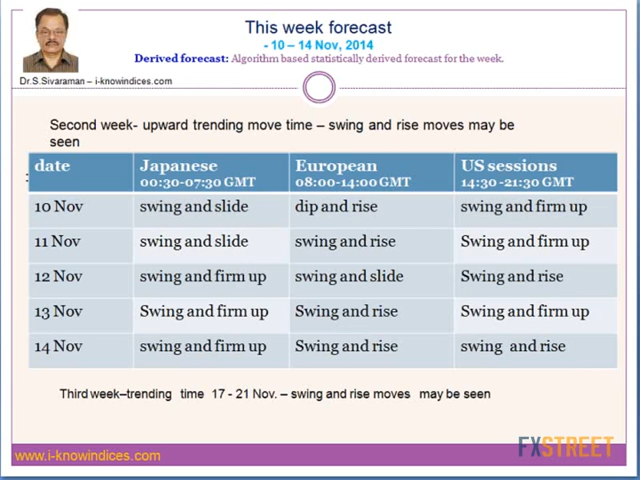 This week forecast
- 10 – 14 Nov, 2014
Derived forecast: Algorithm based statistically derived forecast for the week.
Dr.S.Sivaraman – i-knowindices.com
Second week- upward trending move time – swing and rise moves may be
seen
:
date Japanese European US sessions
00:30-07:30 GMT 08:00-14:00 GMT 14:30 -21:30 GMT
10 Nov swing and slide dip and rise swing and firm up
11 Nov swing and slide swing and rise Swing and firm up
12 Nov swing and firm up swing and slide Swing and rise
13 Nov Swing and firm up Swing and rise Swing and firm up
14 Nov swing and firm up Swing and rise swing and rise
Third week–trending time 17 - 21 Nov. – swing and rise moves may be seen
www.i-knowindices.com
FXSTREET